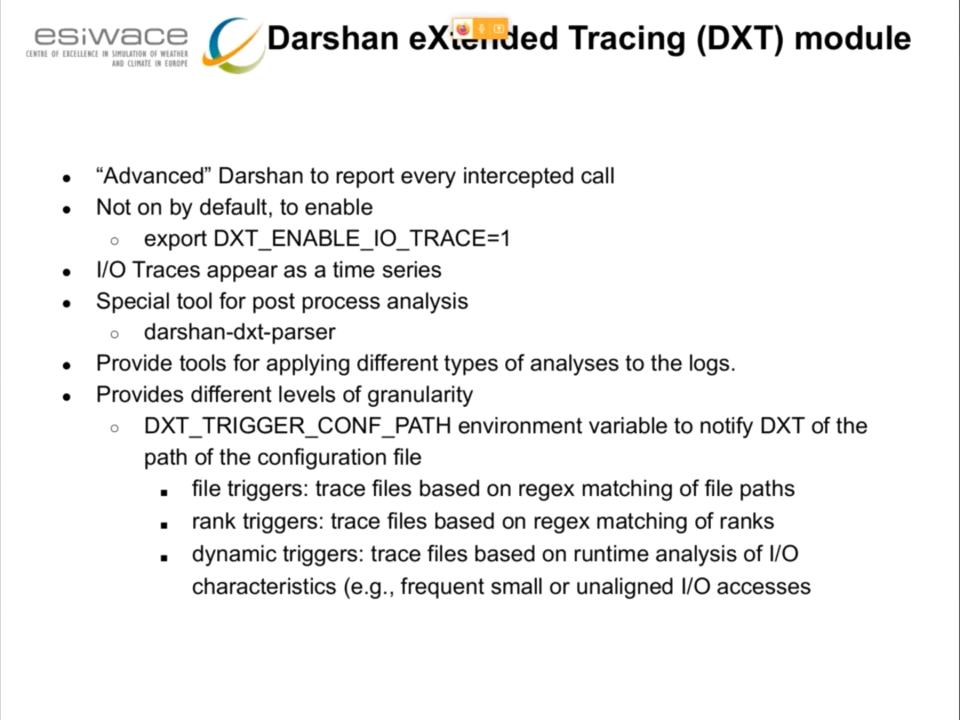 esiwace
CENTRE OF EXCELLENCE IN SIMULATION OF WEATHER
AND CLIMATE IN EUROPE
Darshan eXtended Tracing (DXT) module
● “Advanced” Darshan to report every intercepted call
● Not on by default, to enable
○ export DXT_ENABLE_IO_TRACE=1
● I/O Traces appear as a time series
● Special tool for post process analysis
○ darshan-dxt-parser
● Provide tools for applying different types of analyses to the logs.
● Provides different levels of granularity
○ DXT_TRIGGER_CONF_PATH environment variable to notify DXT of the
path of the configuration file
■ file triggers: trace files based on regex matching of file paths
■ rank triggers: trace files based on regex matching of ranks
■ dynamic triggers: trace files based on runtime analysis of I/O
characteristics (e.g., frequent small or unaligned I/O accesses